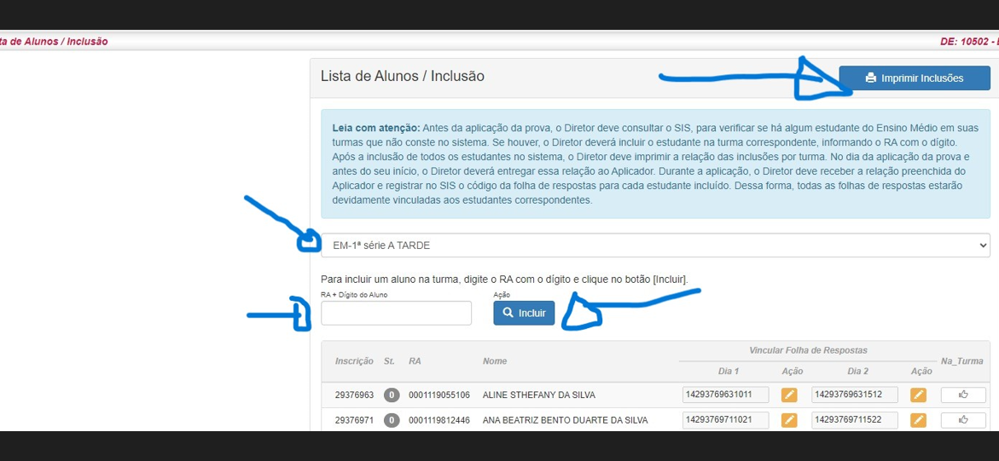 ta de Alunos / Inclusão
DE: 10502 -
Lista de Alunos / Inclusão
Imprimir Inclusões
Leia com atenção: Antes da aplicação da prova, o Diretor deve consultar o SIS, para verificar se há algum estudante do Ensino Médio em suas
turmas que não conste no sistema. Se houver, o Diretor deverá incluir o estudante na turma correspondente, informando o RA com o dígito.
Após a inclusão de todos os estudantes no sistema, o Diretor deve imprimir a relação das inclusões por turma. No dia da aplicação da prova e
antes do seu início, o Diretor deverá entregar essa relação ao Aplicador. Durante a aplicação, o Diretor deve receber a relação preenchida do
Aplicador e registrar no SIS o código da folha de respostas para cada estudante incluído. Dessa forma, todas as folhas de respostas estarão
devidamente vinculadas aos estudantes correspondentes.
EM-1ª série A TARDE
Para incluir um aluno na turma, digite o RA com o dígito e clique no botão [Incluir].
RA + Dígito do Aluno Ação
Incluir
Vincular Folha de Respostas
Inscrição St. RA Nome Dia 1 Ação Dia 2 Ação Na_Turma
29376963 0 0001119055106 ALINE STHEFANY DA SILVA 14293769631011 14293769631512
29376971 0 0001119812446 ANA BEATRIZ BENTO DUARTE DA SILVA 14293769711021 14293769711522